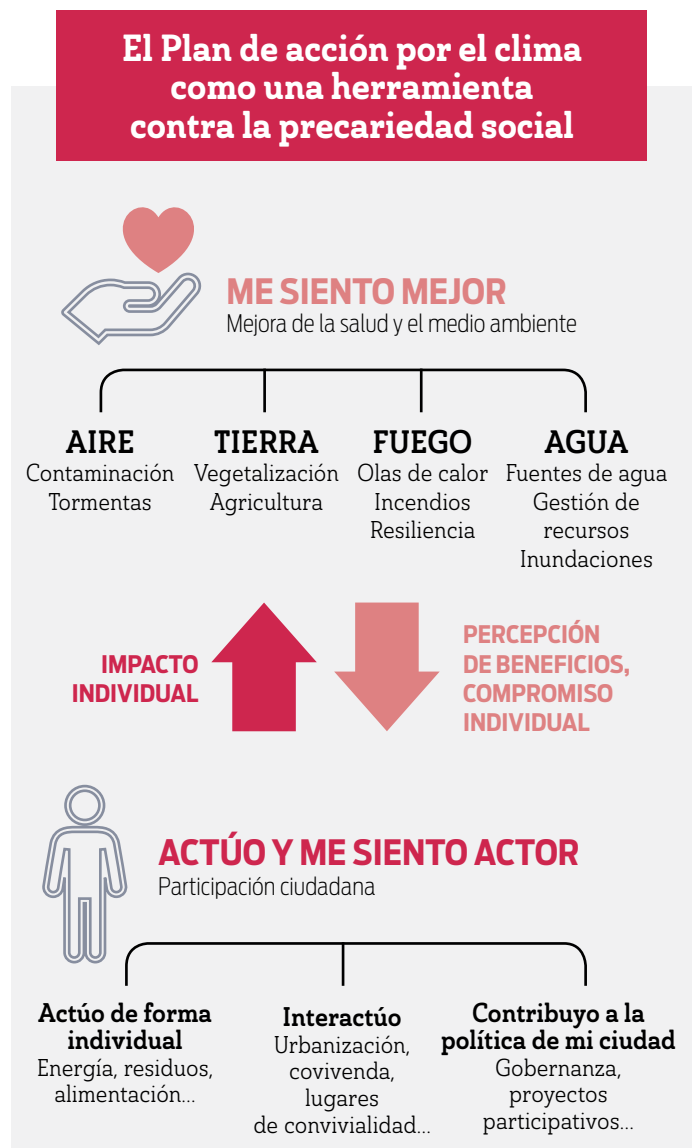 El Plan de acción por el clima
como una herramienta
contra la precariedad social
ME SIENTO MEJOR
Mejora de la salud y el medio ambiente
AIRE
Contaminación
Tormentas
TIERRA
Vegetalización
Agricultura
FUEGO
Olas de calor
Incendios
Resiliencia
AGUA
Fuentes de agua
Gestión de
recursos
Inundaciones
IMPACTO
INDIVIDUAL
PERCEPCIÓN
DE BENEFICIOS,
COMPROMISO
INDIVIDUAL
ACTÚO Y ME SIENTO ACTOR
Participación ciudadana
Actúo de forma
individual
Energía, residuos,
alimentación...
Interactúo
Urbanización,
covivenda,
lugares
de convivialidad...
Contribuyo a la
política de mi ciudad
Gobernanza,
proyectos
participativos...